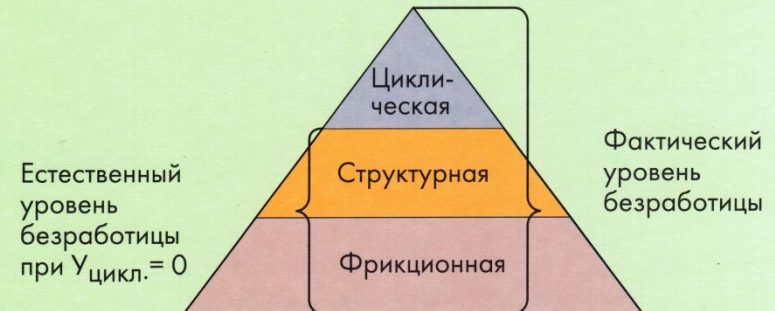 Цикли-
ческая
Структурная
Фрикционная
Естественный
уровень
безработицы
при Уцикл.= 0
Фактический
уровень
безработицы